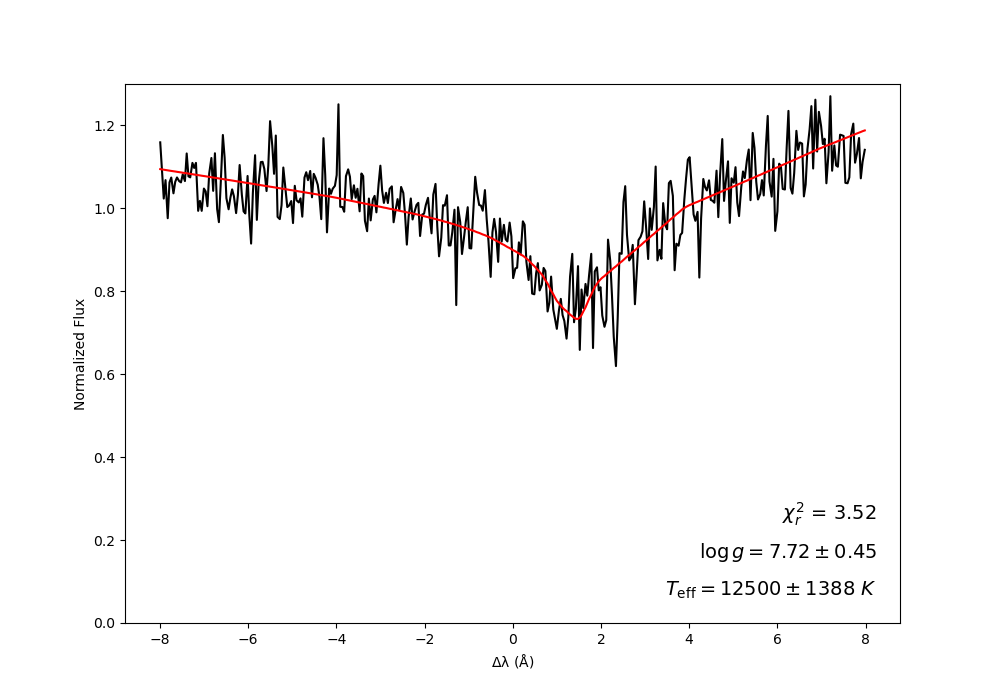 1.2
1.0
0.8
0.6
0.4
0.2
0.0
Normalized Flux
χ²ᵣ = 3.52
log g = 7.72 ± 0.45
T_eff = 12500 ± 1388 K
−8 −6 −4 −2 0 2 4 6 8
Δλ (Å)